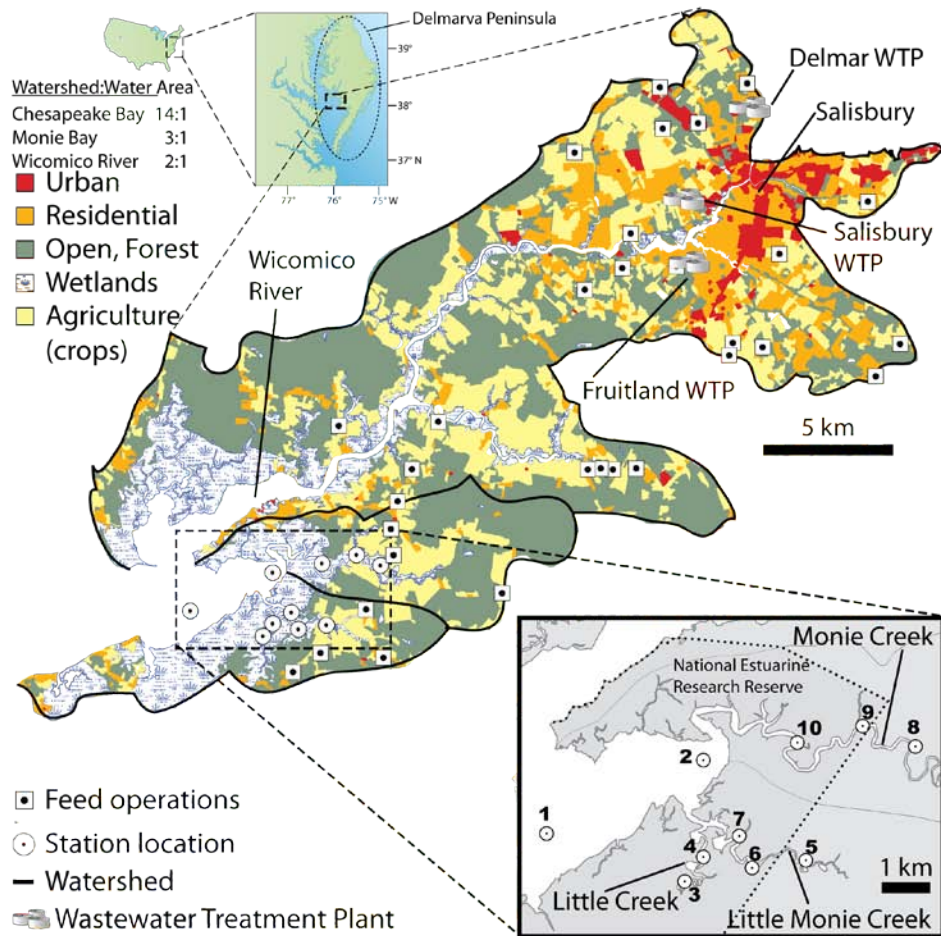 Delmarva Peninsula
39°N
38°
37° N
77°
76°
75°W
Watershed:Water Area
Chesapeake Bay 14:1
Monie Bay 3:1
Wicomico River 2:1
Urban
Residential
Open, Forest
Wetlands
Agriculture
(crops)
Wicomico
River
Delmar WTP
Salisbury
Salisbury
WTP
Fruitland WTP
5 km
Monie Creek
National Estuarine
Research Reserve
9
10
8
2
1
7
4
6
5
3
1 km
Little Creek
Little Monie Creek
Feed operations
Station location
Watershed
Wastewater Treatment Plant